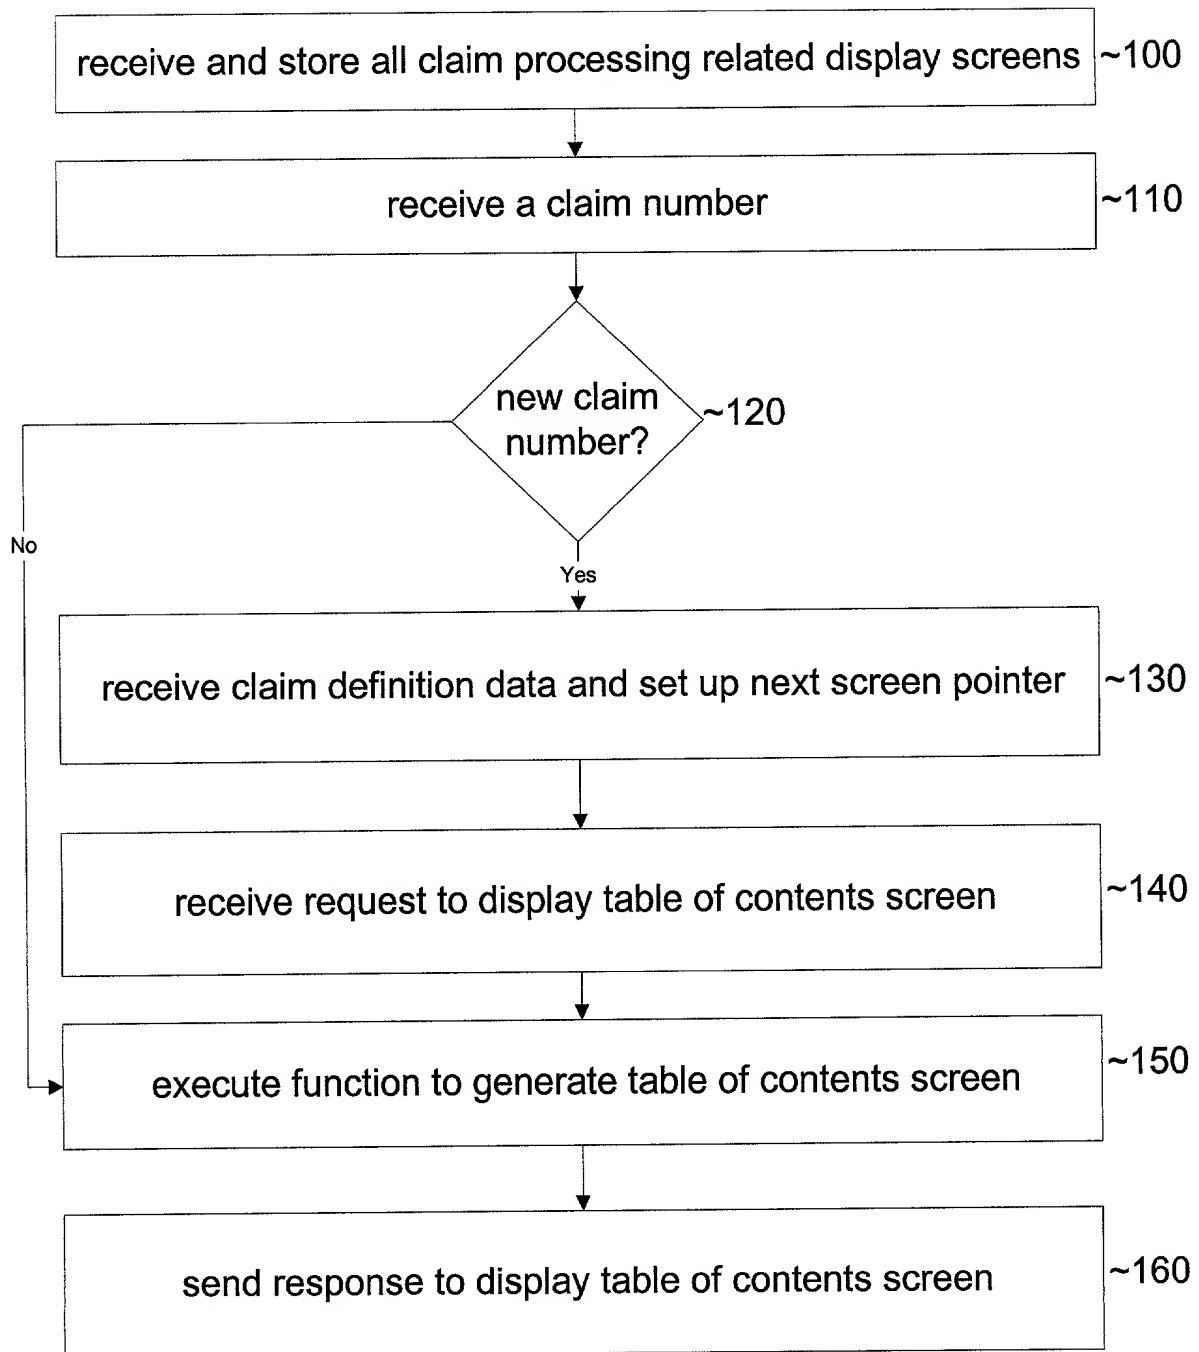 receive and store all claim processing related display screens ~100
receive a claim number ~110
new claim
number? ~120
No
Yes
receive claim definition data and set up next screen pointer ~130
receive request to display table of contents screen ~140
execute function to generate table of contents screen ~150
send response to display table of contents screen ~160